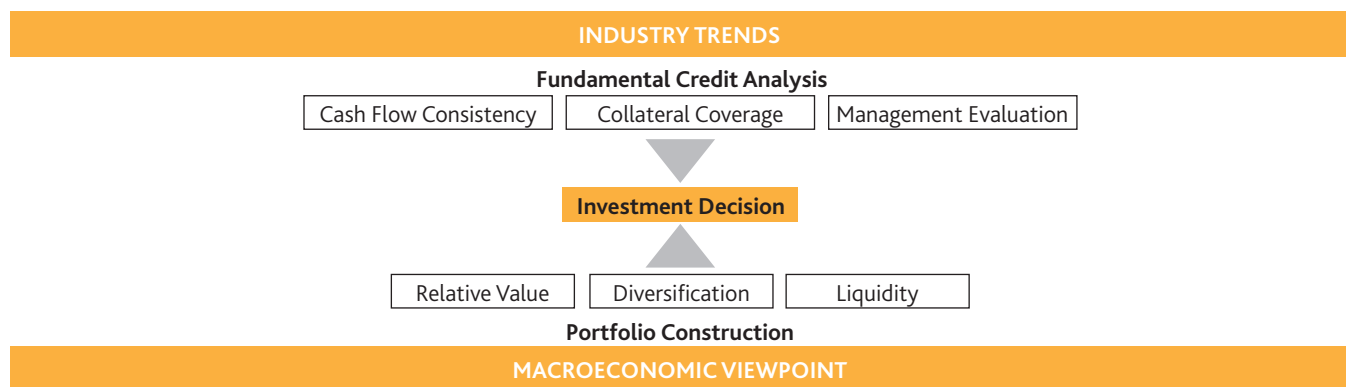 INDUSTRY TRENDS
Fundamental Credit Analysis
Cash Flow Consistency Collateral Coverage Management Evaluation
Investment Decision
Relative Value Diversification Liquidity
Portfolio Construction
MACROECONOMIC VIEWPOINT